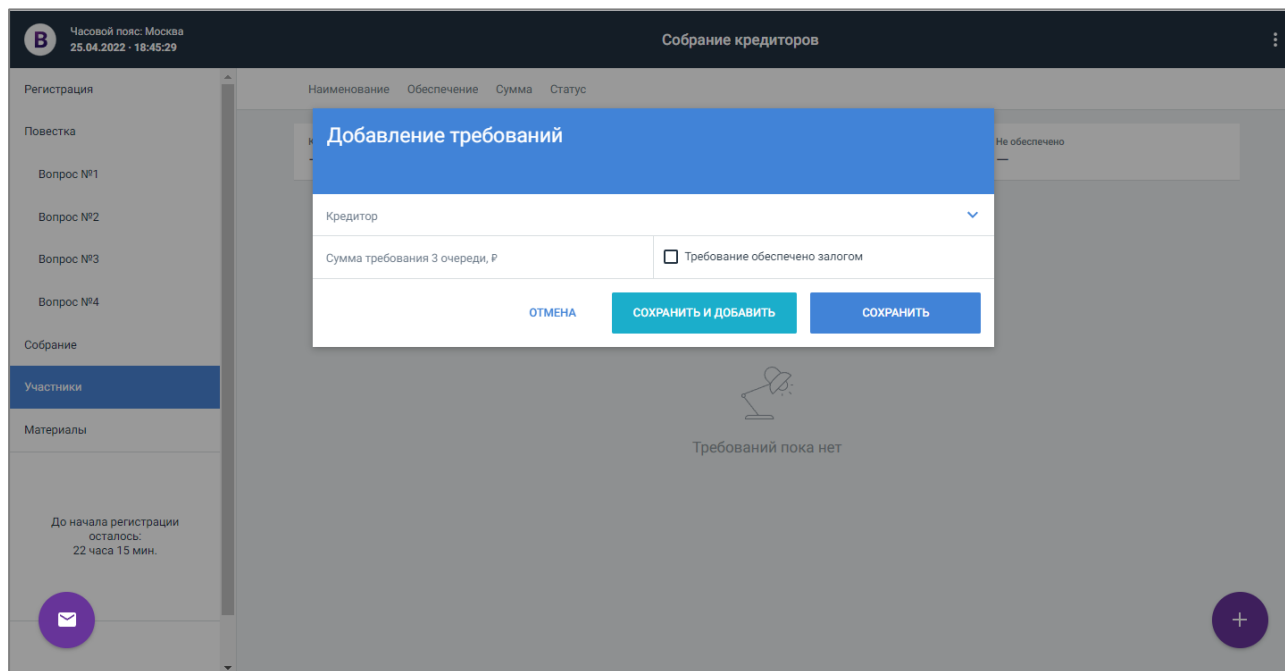 B
Часовой пояс: Москва
25.04.2022 - 18:45:29
Собрание кредиторов
Регистрация
Повестка
Вопрос №1
Вопрос №2
Вопрос №3
Вопрос №4
Собрание
Участники
Материалы
До начала регистрации
осталось:
22 часа 15 мин.
Наименование Обеспечение Сумма Статус
Не обеспечено
—
Добавление требований
Кредитор
Сумма требования 3 очереди, ₽
Требование обеспечено залогом
ОТМЕНА
СОХРАНИТЬ И ДОБАВИТЬ
СОХРАНИТЬ
Требований пока нет